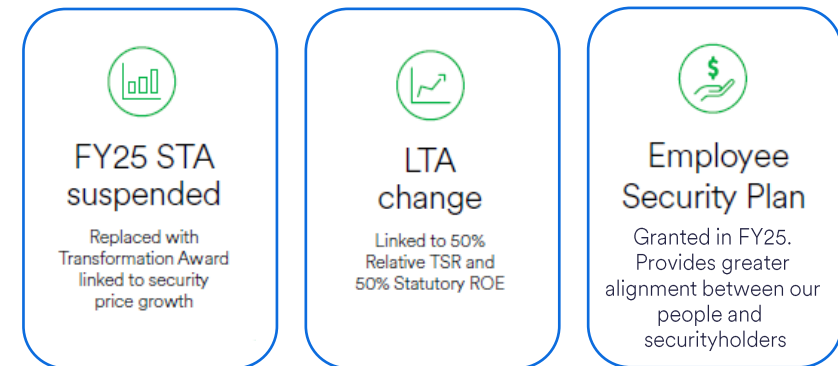 FY25 STA
suspended
Replaced with
Transformation Award
linked to security
price growth
LTA
change
Linked to 50%
Relative TSR and
50% Statutory ROE
$
Employee
Security Plan
Granted in FY25.
Provides greater
alignment between our
people and
securityholders